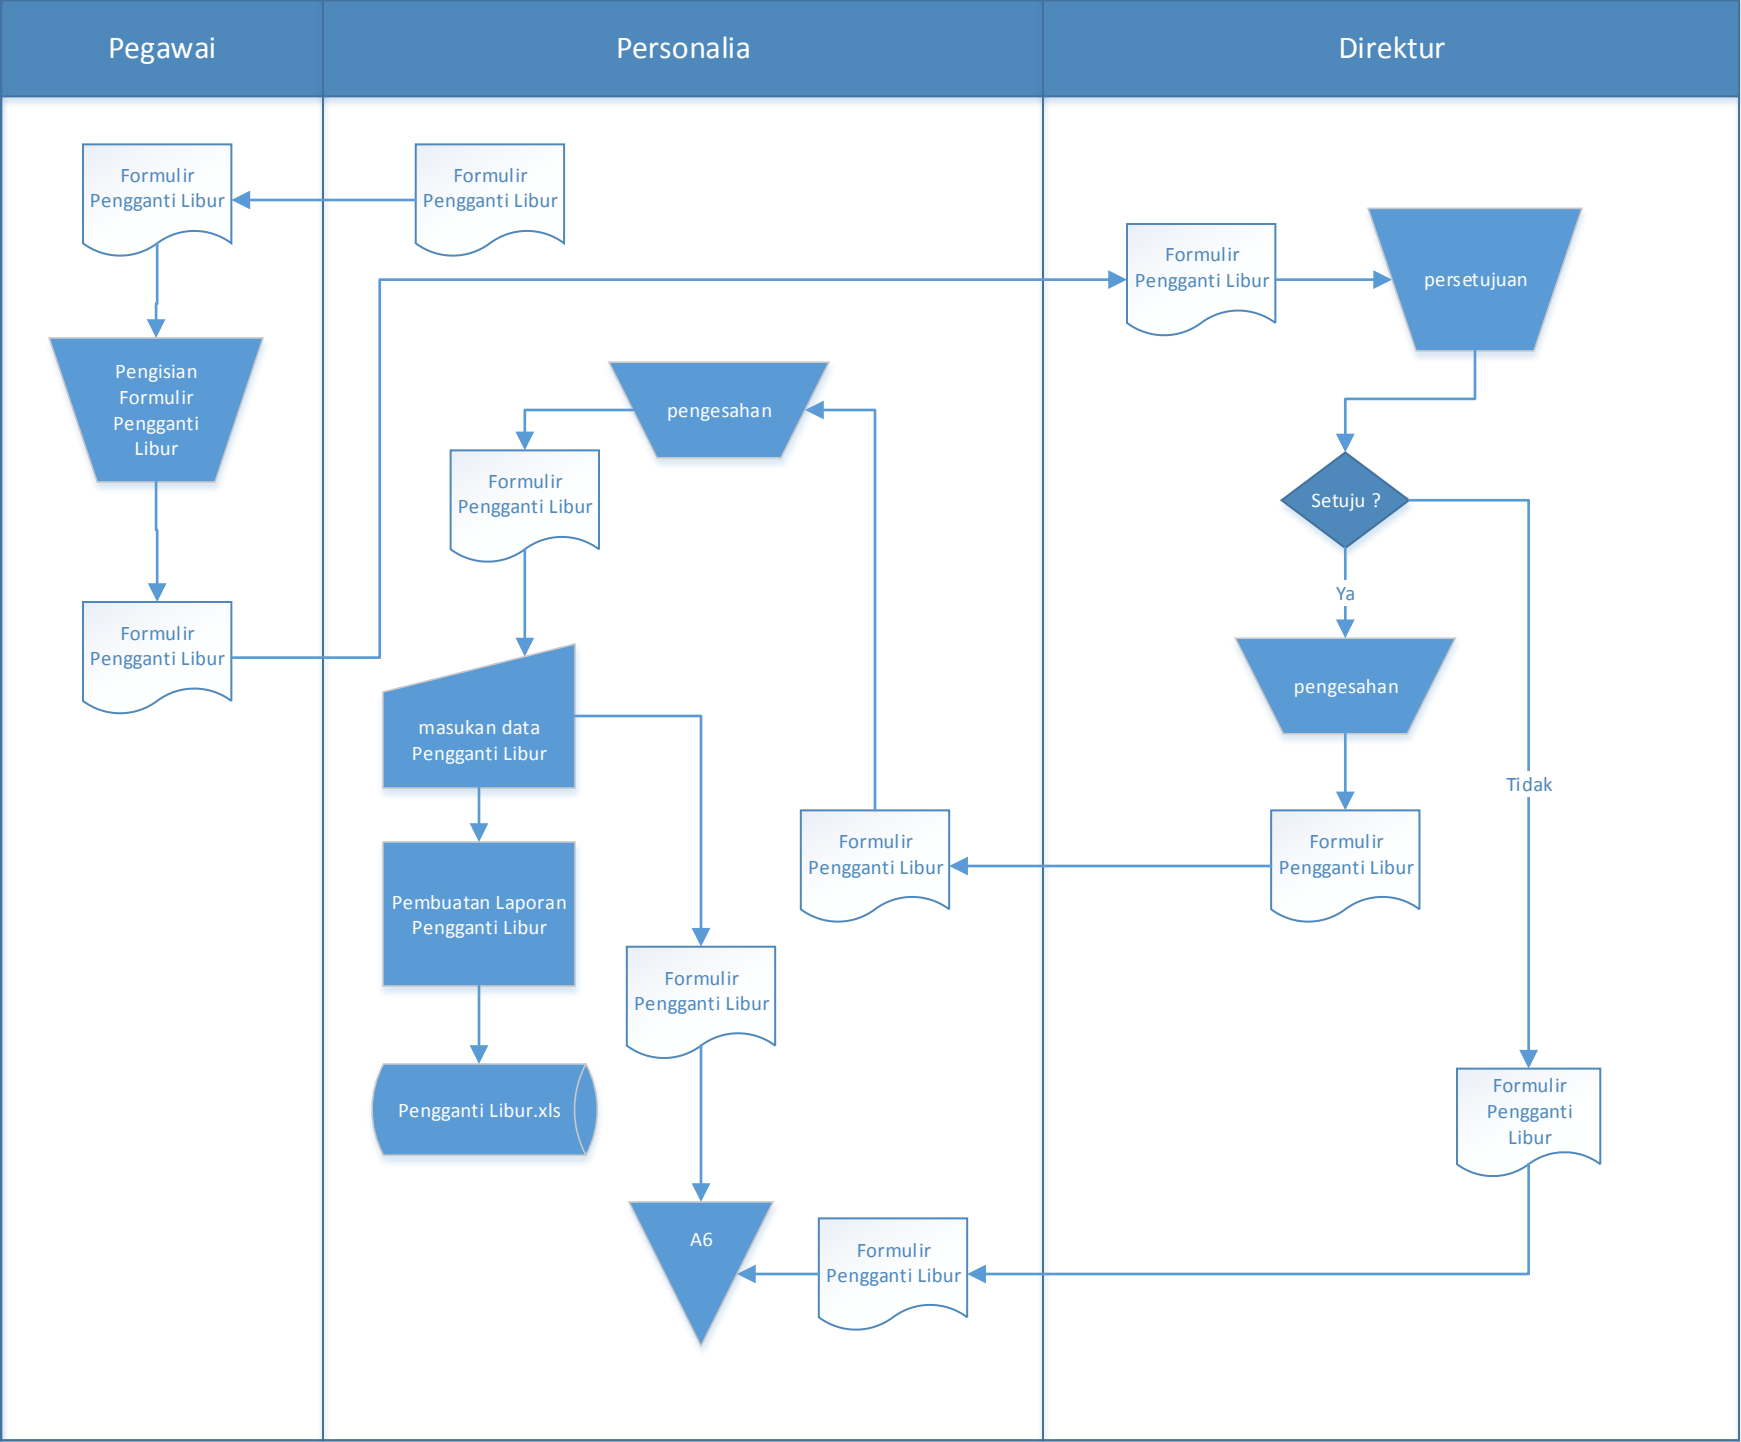 Pegawai
Personalia
Direktur
Formulir
Pengganti Libur
Formulir
Pengganti Libur
Formulir
Pengganti Libur
persetujuan
Pengisian
Formulir
Pengganti
Libur
pengesahan
Formulir
Pengganti Libur
Setuju ?
Ya
Formulir
Pengganti Libur
pengesahan
masukan data
Pengganti Libur
Tidak
Formulir
Pengganti Libur
Formulir
Pengganti Libur
Pembuatan Laporan
Pengganti Libur
Formulir
Pengganti Libur
Pengganti Libur.xls
Formulir
Pengganti
Libur
A6
Formulir
Pengganti Libur